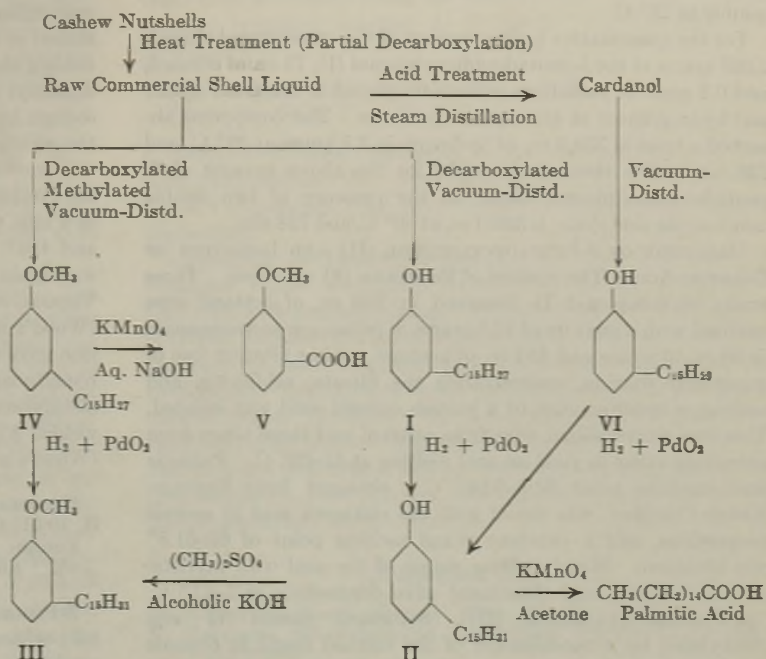 Cashew Nutshells
Heat Treatment (Partial Decarboxylation)
Raw Commercial Shell Liquid
Acid Treatment
Steam Distillation
Cardanol
Decarboxylated
Methylated
Vacuum-Distd.
Decarboxylated
Vacuum-Distd.
Vacuum-
Distd.
OCH₃
C₁₅H₂₇
IV
KMnO₄
Aq. NaOH
OCH₃
COOH
V
OH
C₁₅H₂₇
I
OH
C₁₅H₂₉
VI
H₂ + PdO₂
H₂ + PdO₂
H₂ + PdO₂
OCH₃
C₁₅H₃₁
III
(CH₃)₂SO₄
Alcoholic KOH
OH
C₁₅H₃₁
II
KMnO₄
Acetone
CH₃(CH₂)₁₄COOH
Palmitic Acid